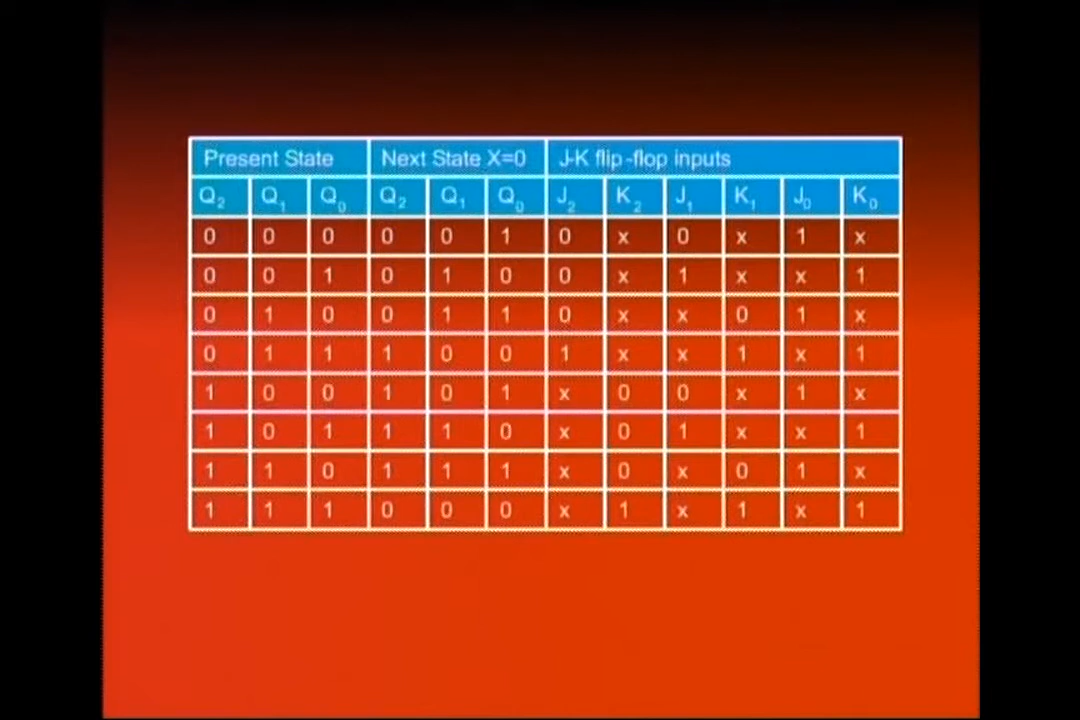 Present State Next State X=0 J-K flip-flop inputs
Q2 Q1 Q0 Q2 Q1 Q0 J2 K2 J1 K1 J0 K0
0 0 0 0 0 1 0 x 0 x 1 x
0 0 1 0 1 0 0 x 1 x x 1
0 1 0 0 1 1 0 x x 0 1 x
0 1 1 1 0 0 1 x x 1 x 1
1 0 0 1 0 1 x 0 0 x 1 x
1 0 1 1 1 0 x 0 1 x x 1
1 1 0 1 1 1 x 0 x 0 1 x
1 1 1 0 0 0 x 1 x 1 x 1